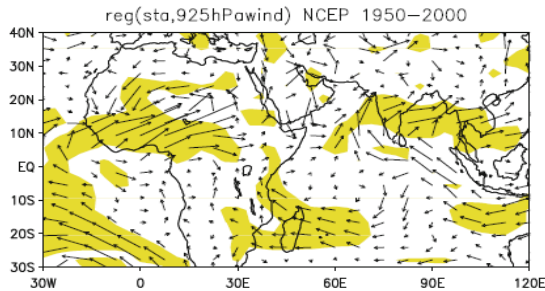 reg(sta,925hPawind) NCEP 1950−2000
40N
30N
20N
10N
EQ
10S
20S
30S
30W 0 30E 60E 90E 120E